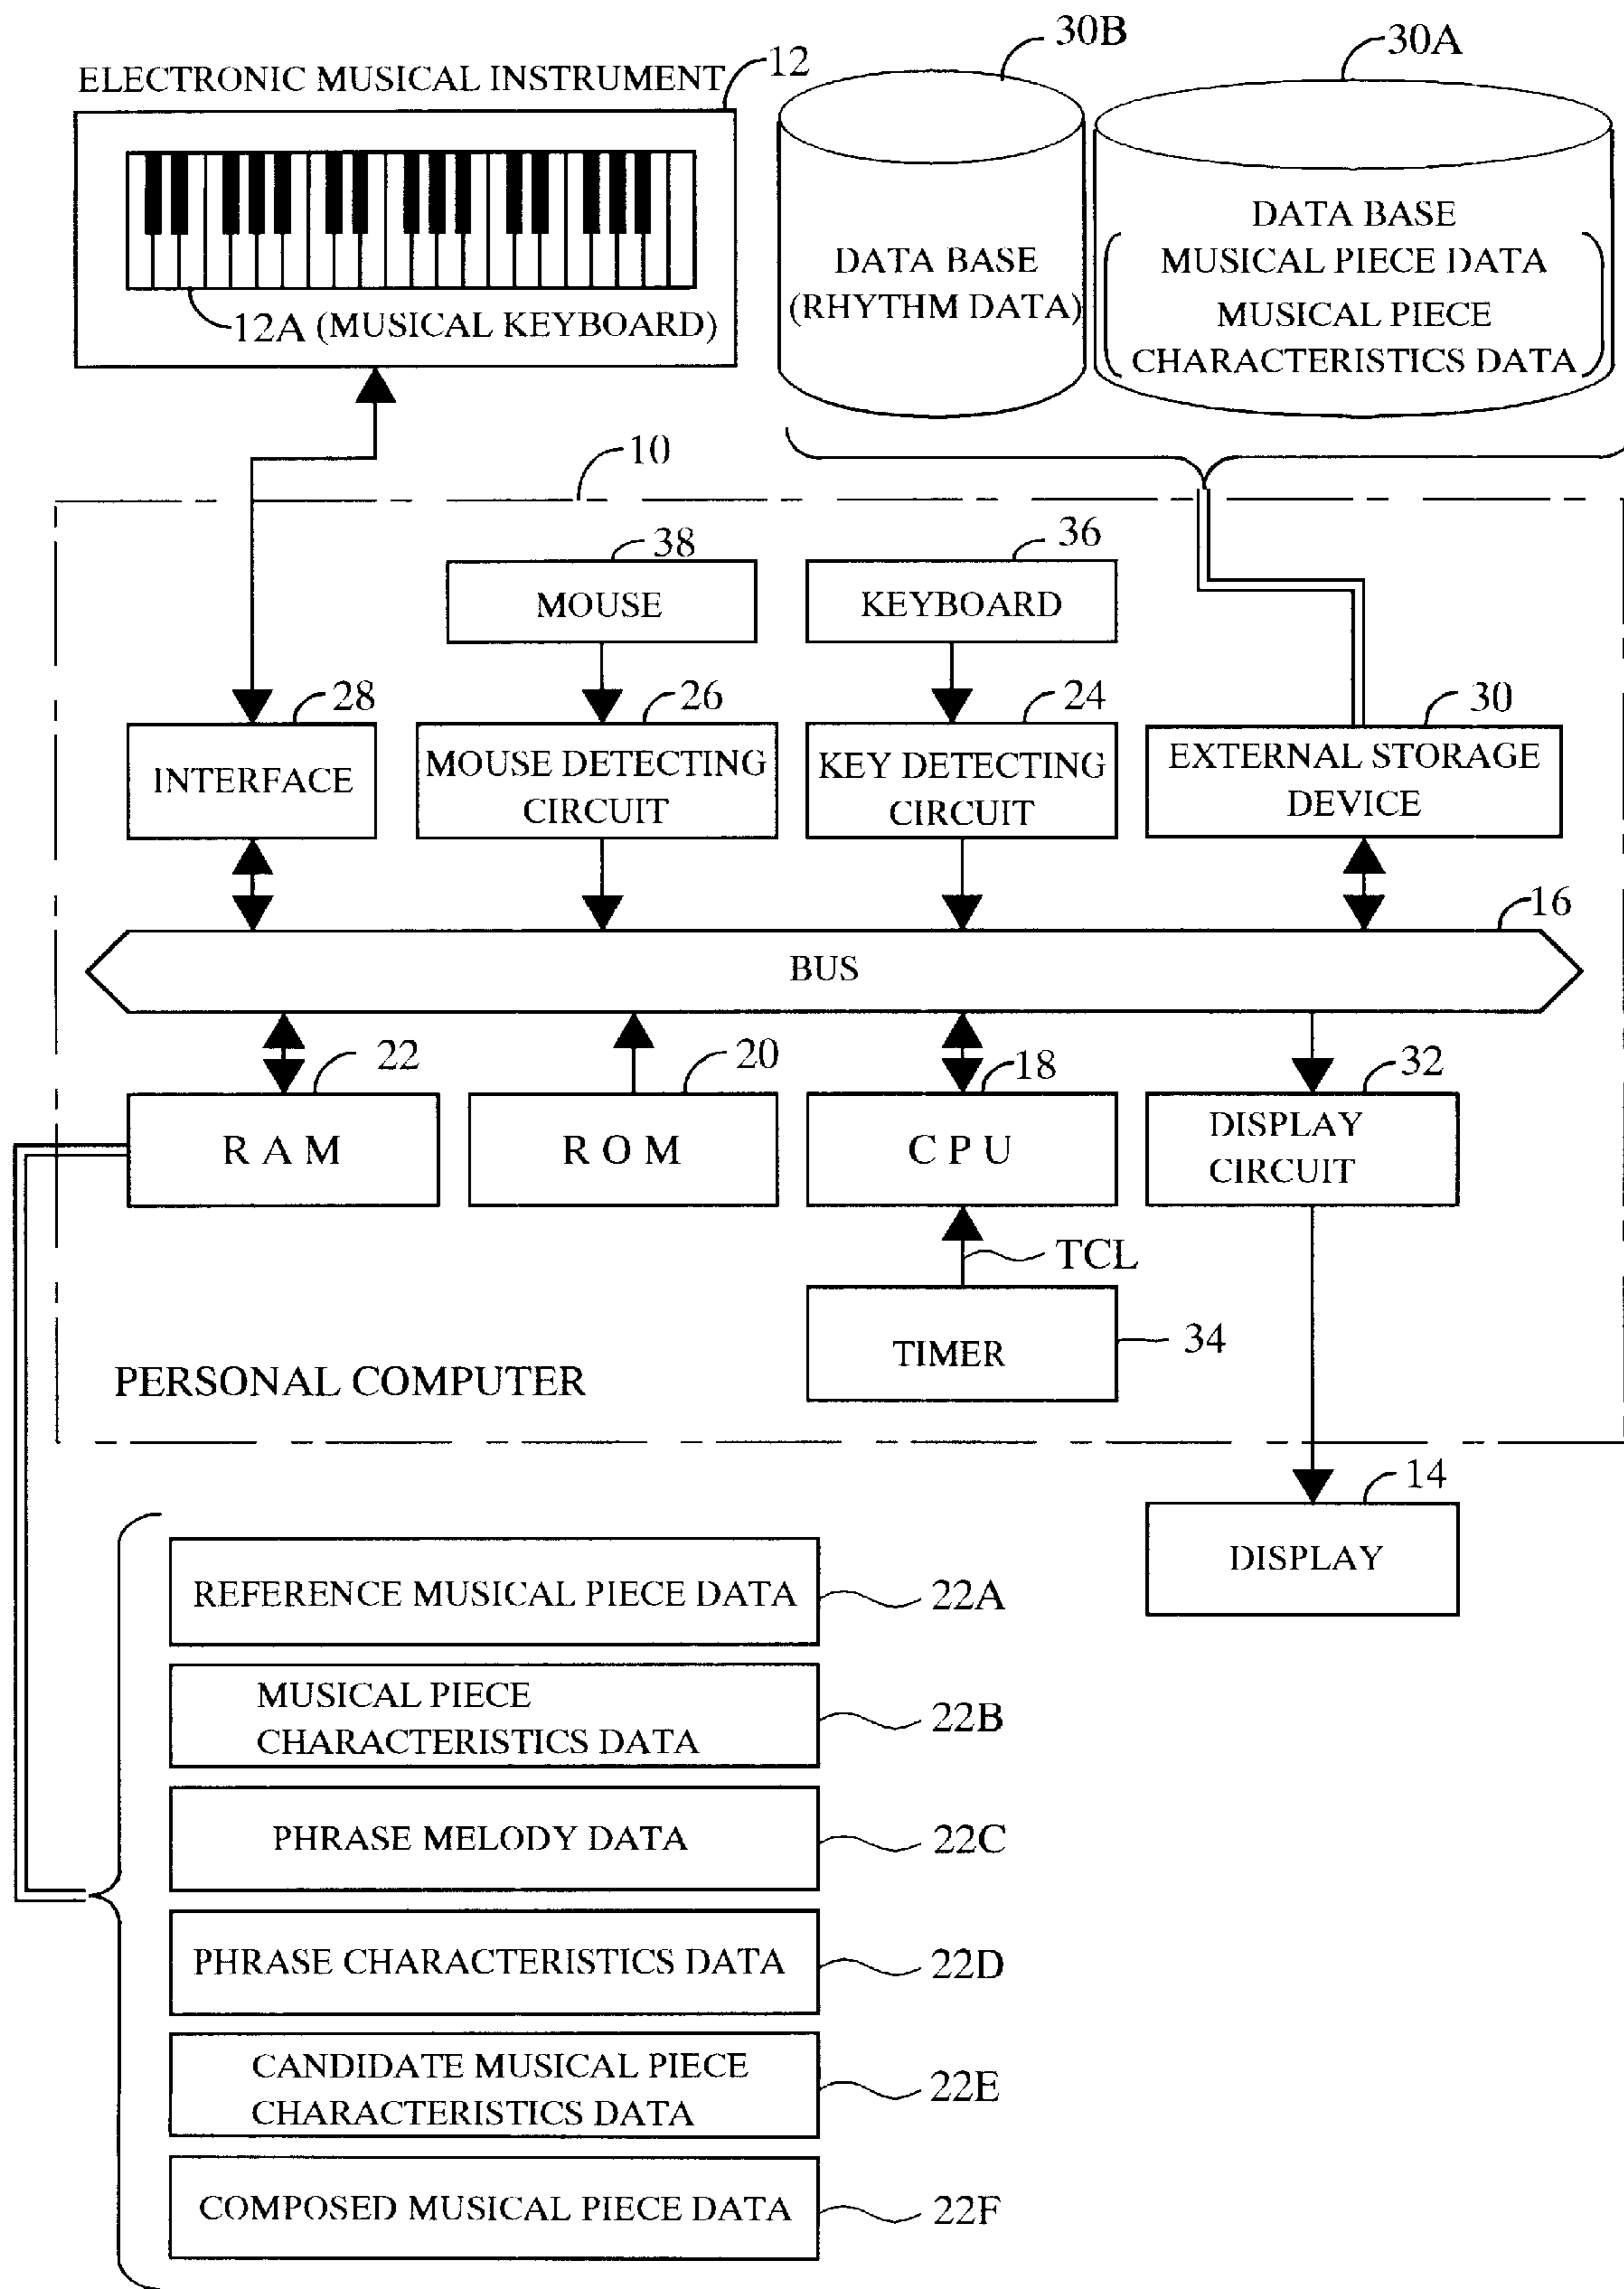 30B
30A
12
ELECTRONIC MUSICAL INSTRUMENT
12A (MUSICAL KEYBOARD)
DATA BASE
(RHYTHM DATA)
DATA BASE
MUSICAL PIECE DATA
MUSICAL PIECE
CHARACTERISTICS DATA
10
38
36
MOUSE
KEYBOARD
28
26
24
30
INTERFACE
MOUSE DETECTING
CIRCUIT
KEY DETECTING
CIRCUIT
EXTERNAL STORAGE
DEVICE
16
BUS
22
20
18
32
RAM
ROM
CPU
DISPLAY
CIRCUIT
TCL
TIMER
34
PERSONAL COMPUTER
14
DISPLAY
REFERENCE MUSICAL PIECE DATA
22A
MUSICAL PIECE
CHARACTERISTICS DATA
22B
PHRASE MELODY DATA
22C
PHRASE CHARACTERISTICS DATA
22D
CANDIDATE MUSICAL PIECE
CHARACTERISTICS DATA
22E
COMPOSED MUSICAL PIECE DATA
22F